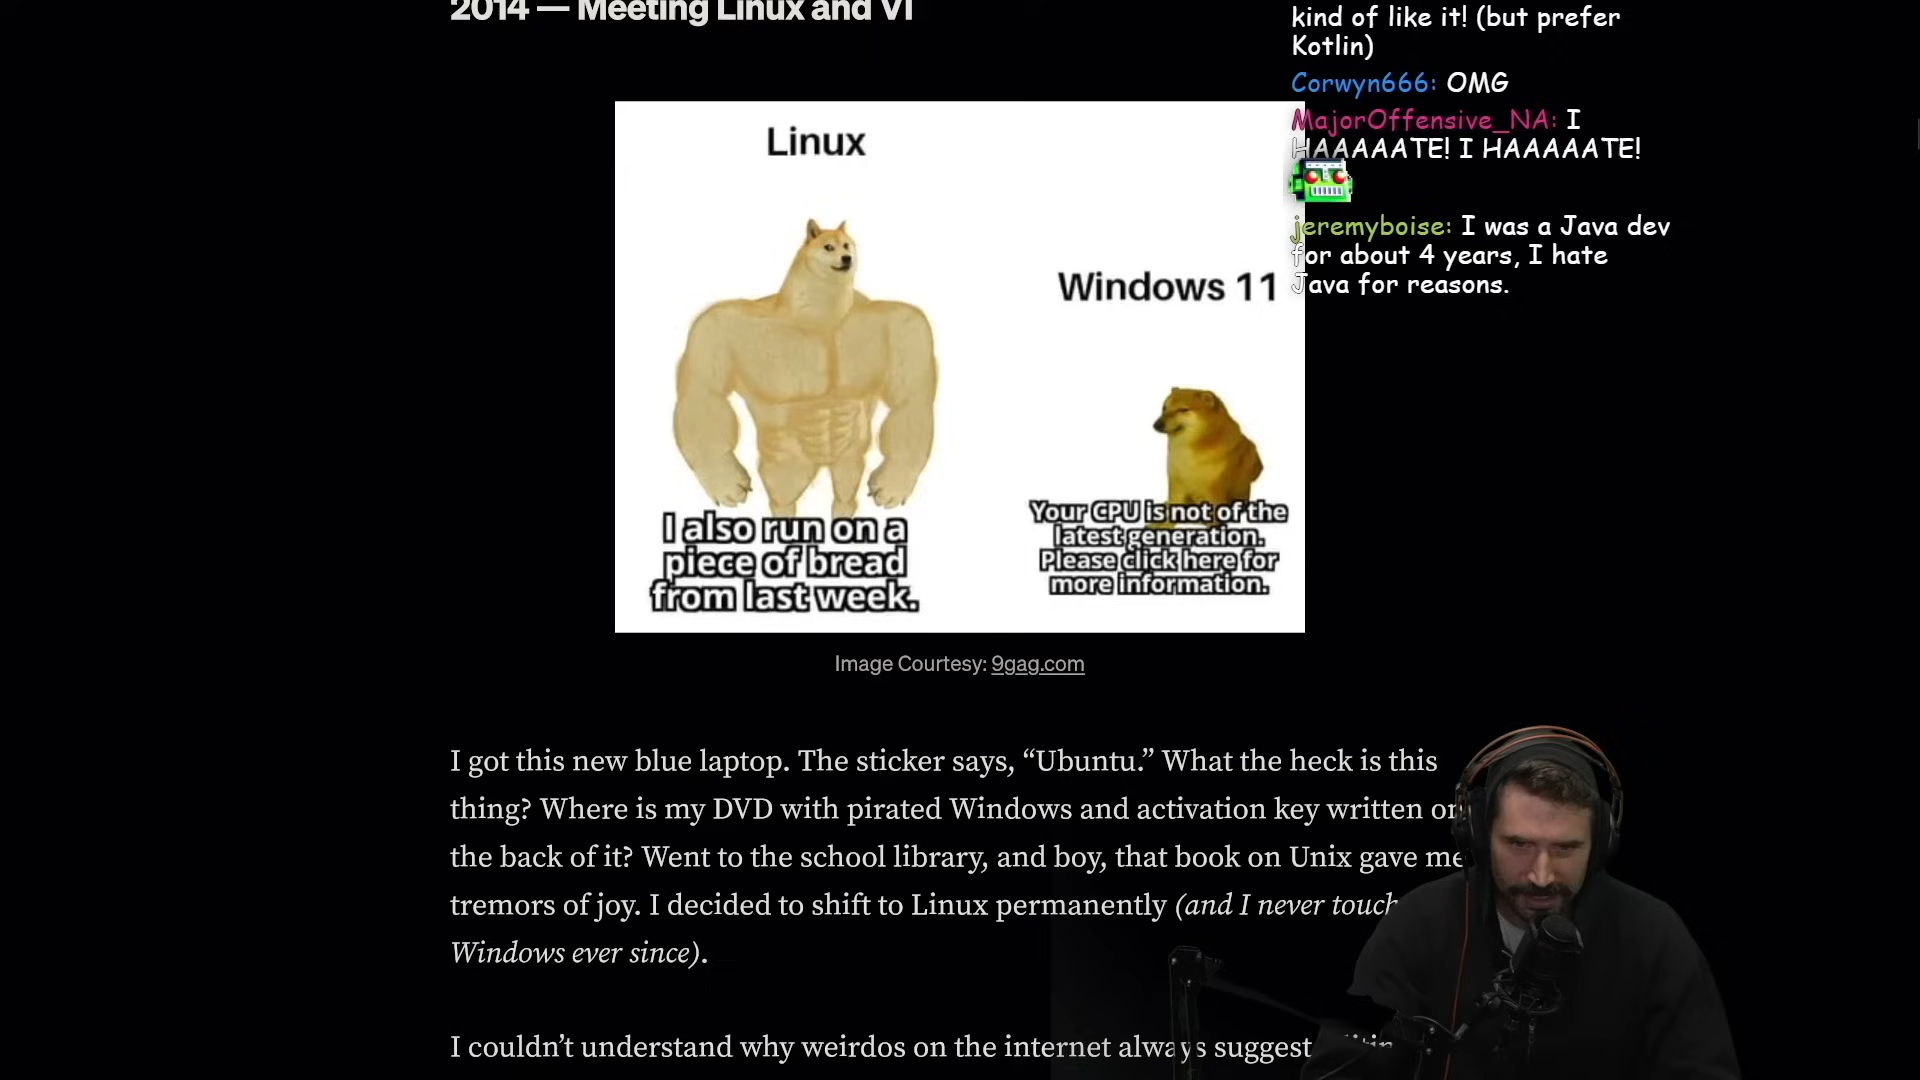 2014 — Meeting Linux and VI
Linux
Windows 11
I also run on a
piece of bread
from last week.
Your CPU is not of the
latest generation.
Please click here for
more information.
Image Courtesy: 9gag.com
I got this new blue laptop. The sticker says, “Ubuntu.” What the heck is this
thing? Where is my DVD with pirated Windows and activation key written on
the back of it? Went to the school library, and boy, that book on Unix gave me
tremors of joy. I decided to shift to Linux permanently (and I never touch
Windows ever since).
I couldn’t understand why weirdos on the internet always suggest
kind of like it! (but prefer
Kotlin)
Corwyn666: OMG
MajorOffensive_NA: I
HAAAAATE! I HAAAAATE!
jeremyboise: I was a Java dev
for about 4 years, I hate
Java for reasons.